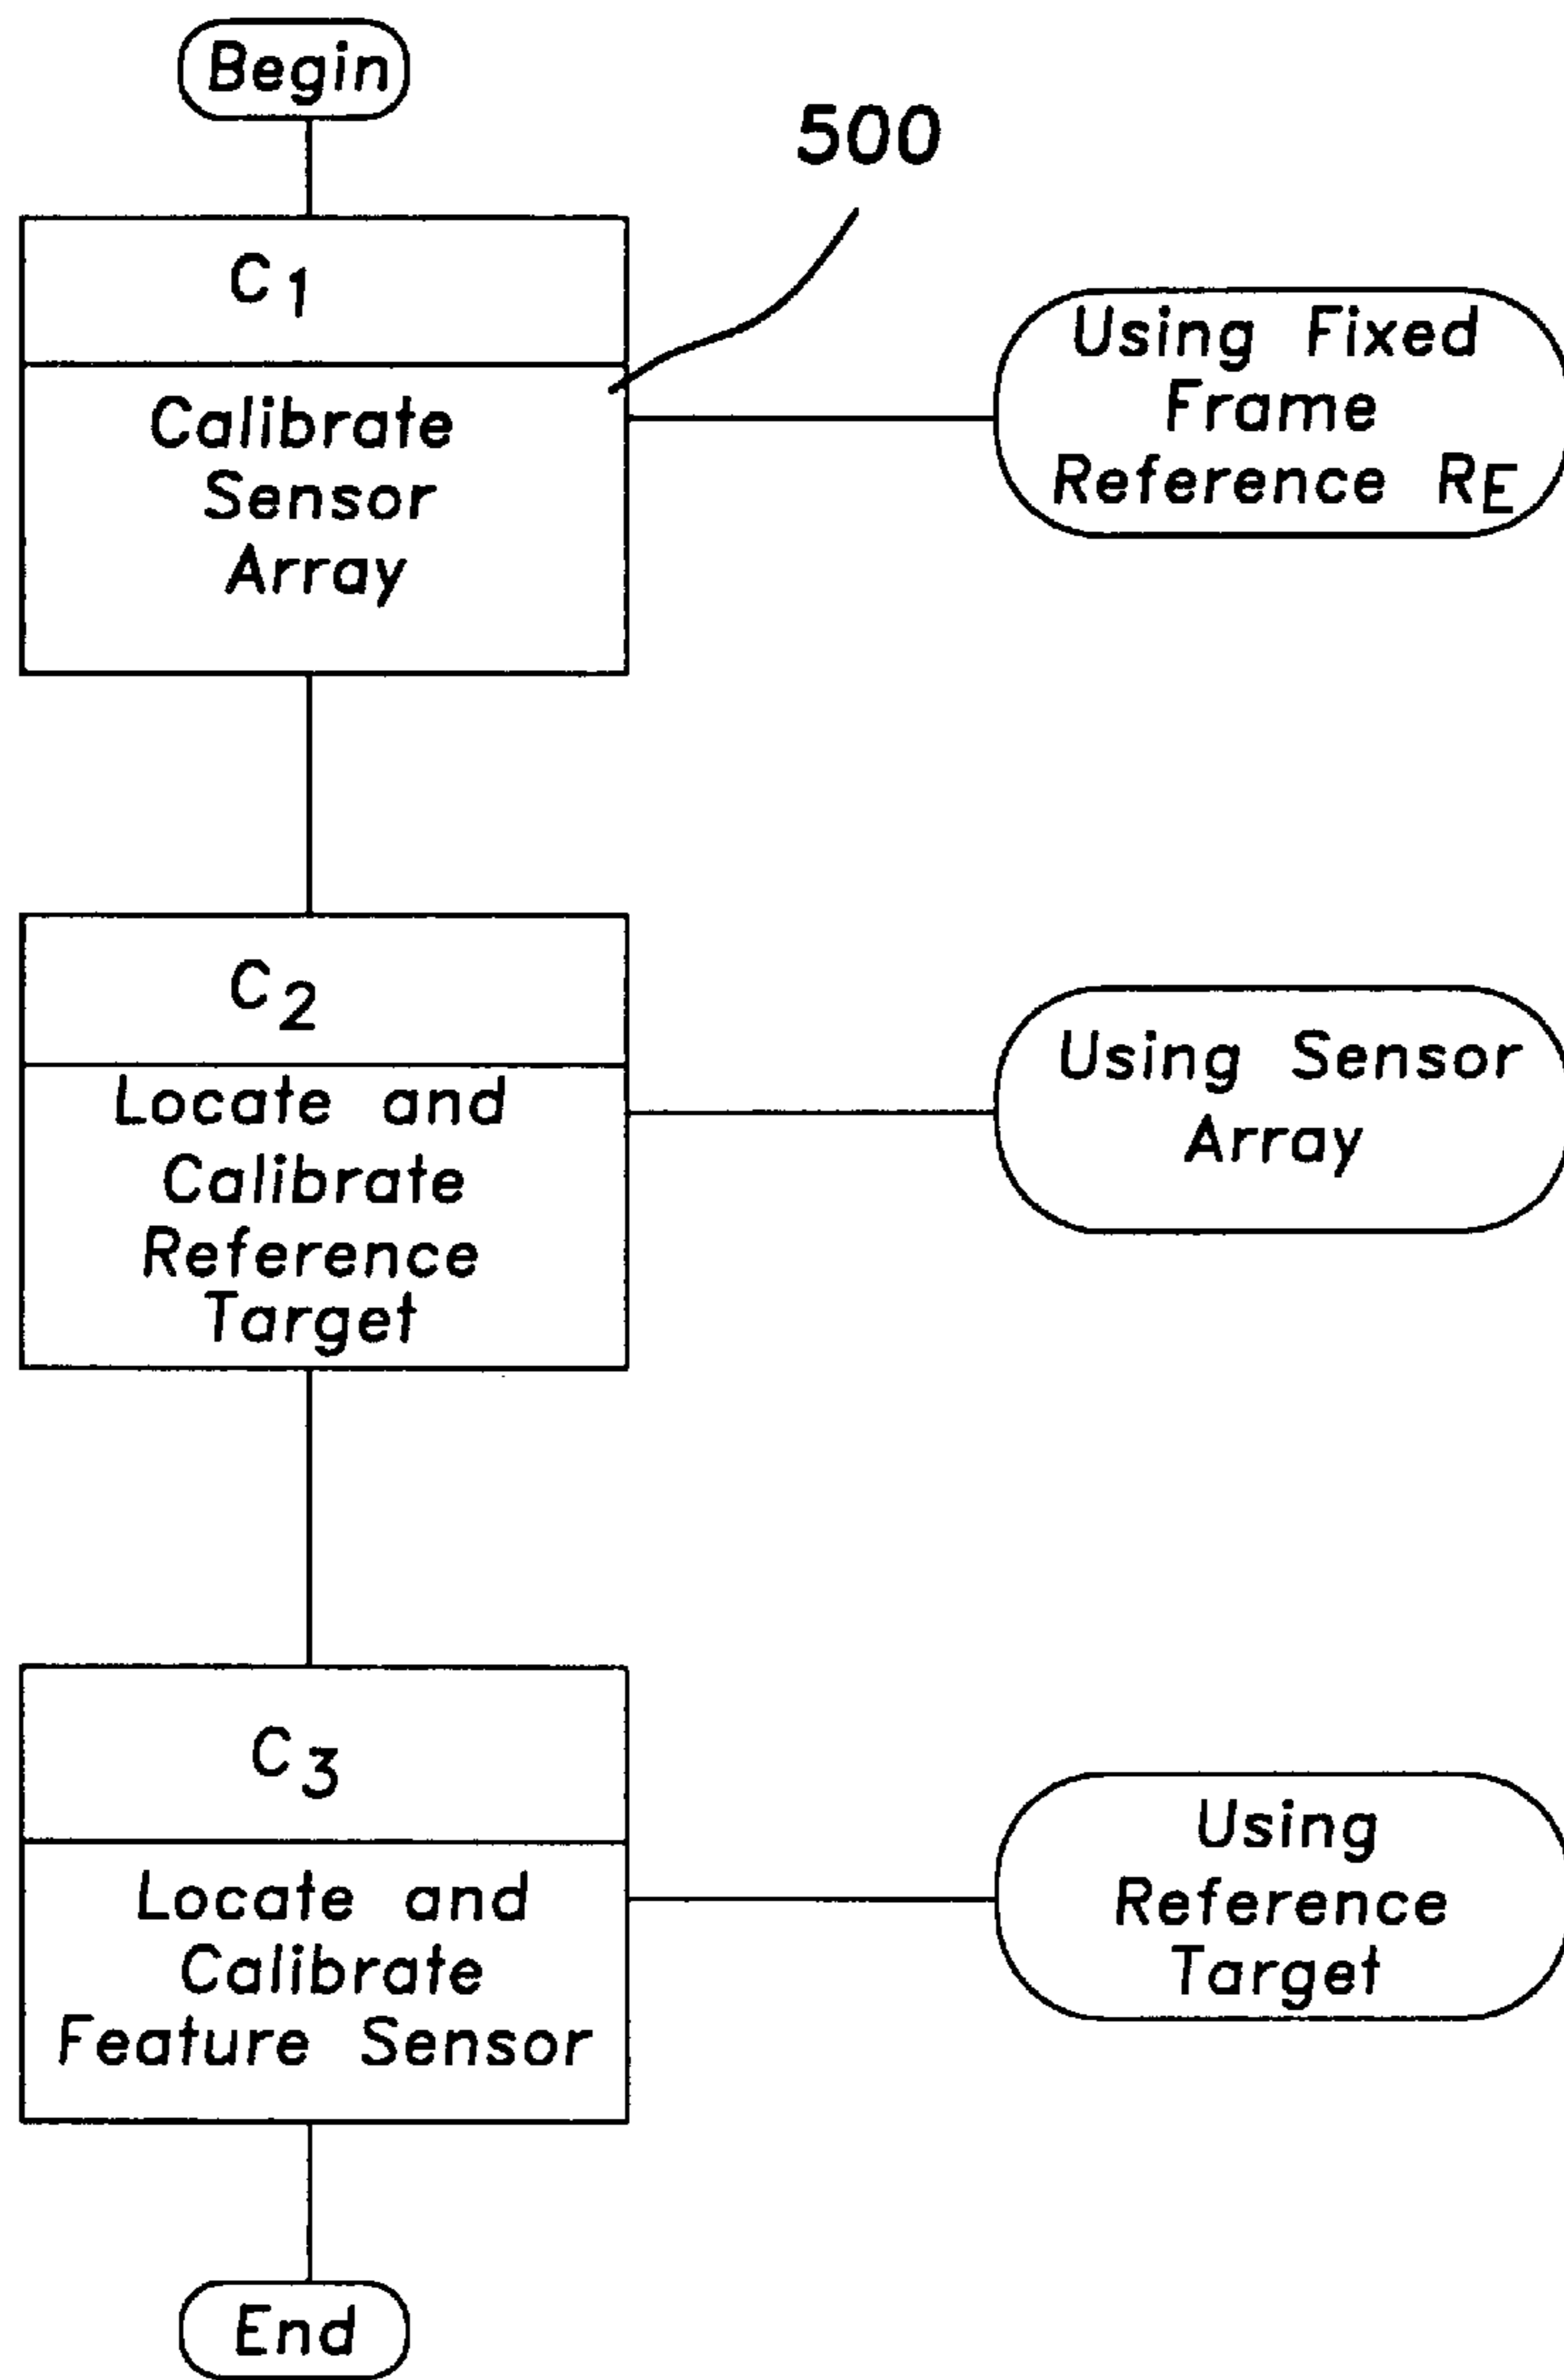 Begin
500
C1
Calibrate
Sensor
Array
Using Fixed
Frame
Reference RE
C2
Locate and
Calibrate
Reference
Target
Using Sensor
Array
C3
Locate and
Calibrate
Feature Sensor
Using
Reference
Target
End